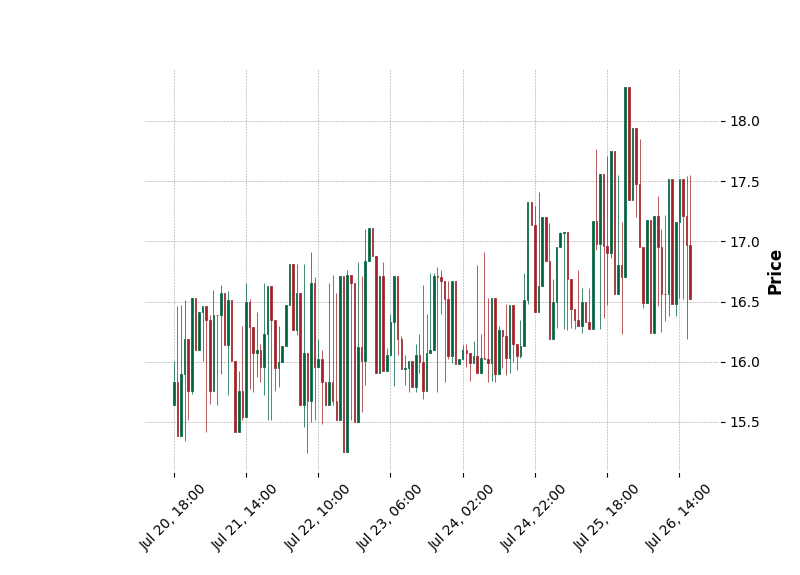 18.0
17.5
17.0
16.5
16.0
15.5
Price
Jul 20, 18:00
Jul 21, 14:00
Jul 22, 10:00
Jul 23, 06:00
Jul 24, 02:00
Jul 24, 22:00
Jul 25, 18:00
Jul 26, 14:00